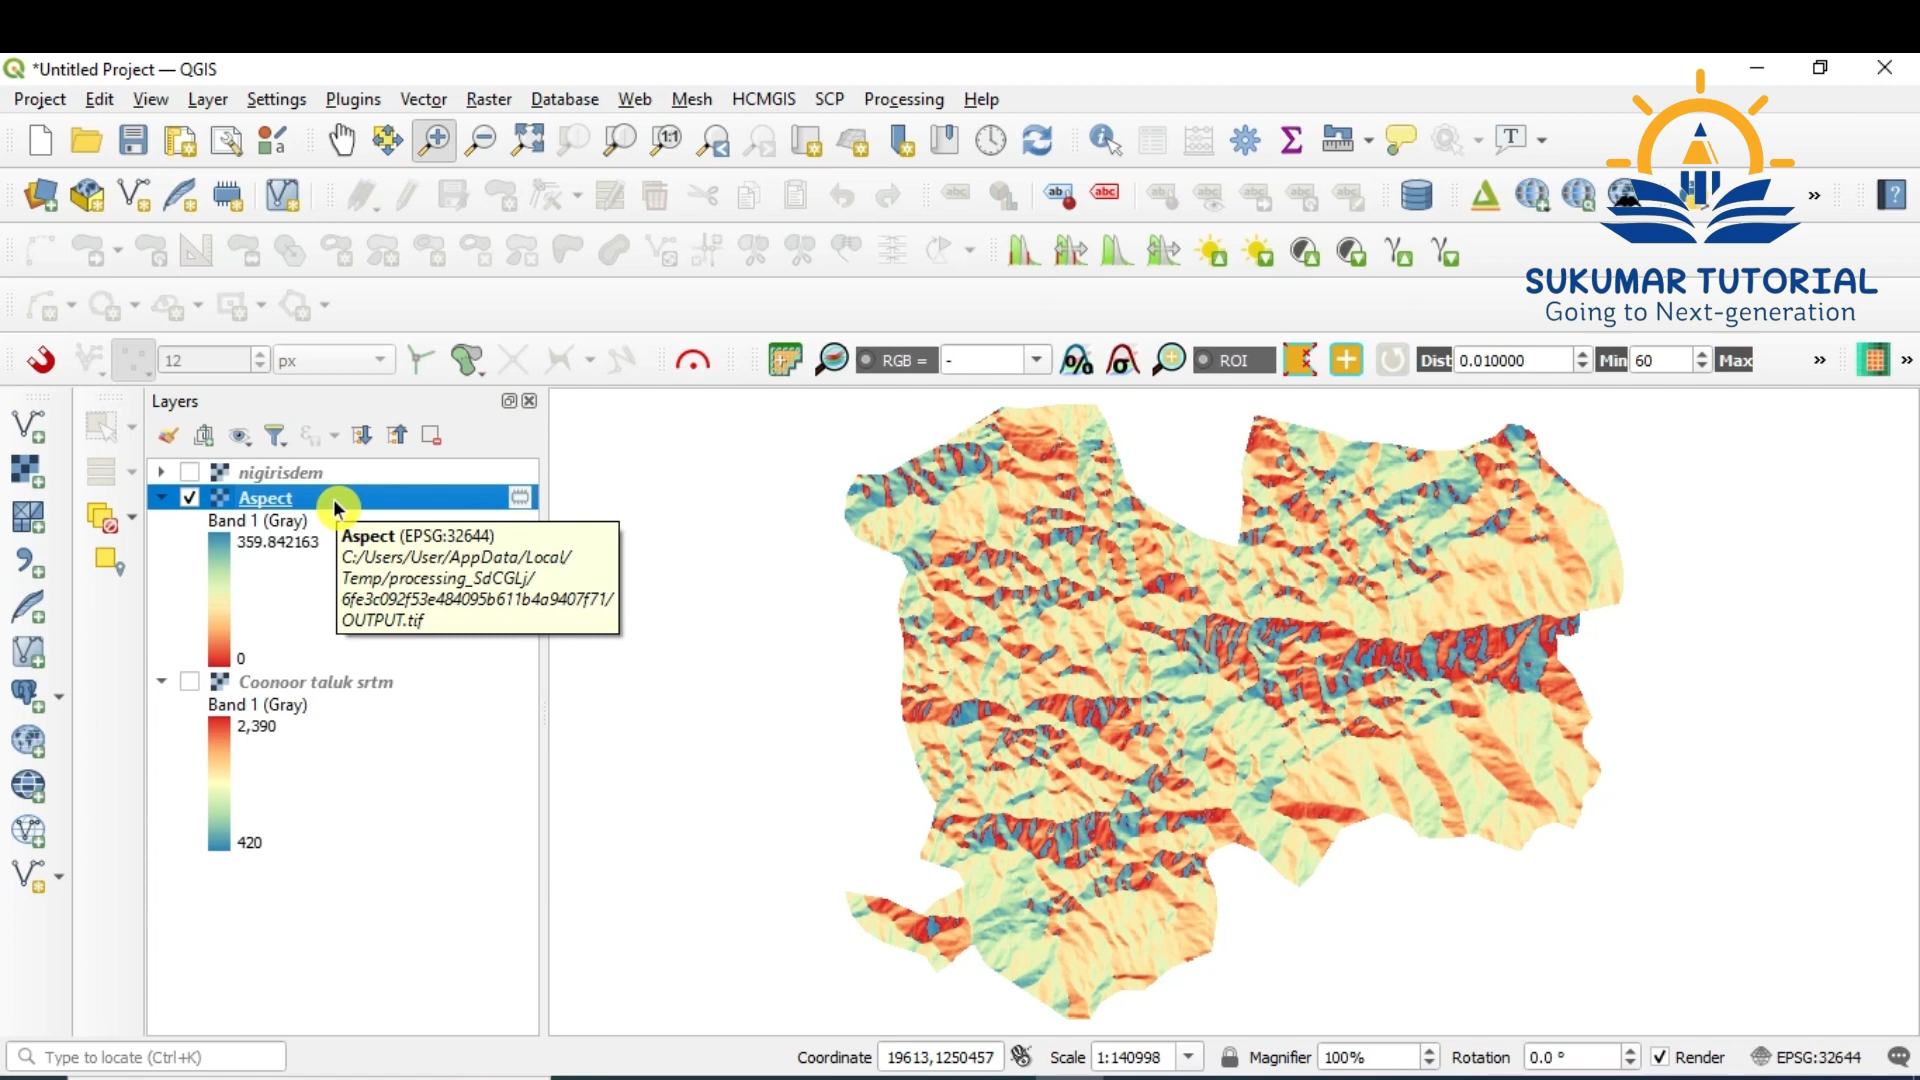 *Untitled Project — QGIS
Project Edit View Layer Settings Plugins Vector Raster Database Web Mesh HCMGIS SCP Processing Help
SUKUMAR TUTORIAL
Going to Next-generation
12 px RGB = - ROI Dist 0.010000 Min 60 Max
Layers
nigirisdem
Aspect
Band 1 (Gray)
359.842163
0
Aspect (EPSG:32644)
C:/Users/User/AppData/Local/
Temp/processing_SdCGLj/
6fe3c092f53e484095b611b4a9407f71/
OUTPUT.tif
Coonoor taluk srtm
Band 1 (Gray)
2,390
420
Type to locate (Ctrl+K) Coordinate 19613,1250457 Scale 1:140998 Magnifier 100% Rotation 0.0 ° Render EPSG:32644